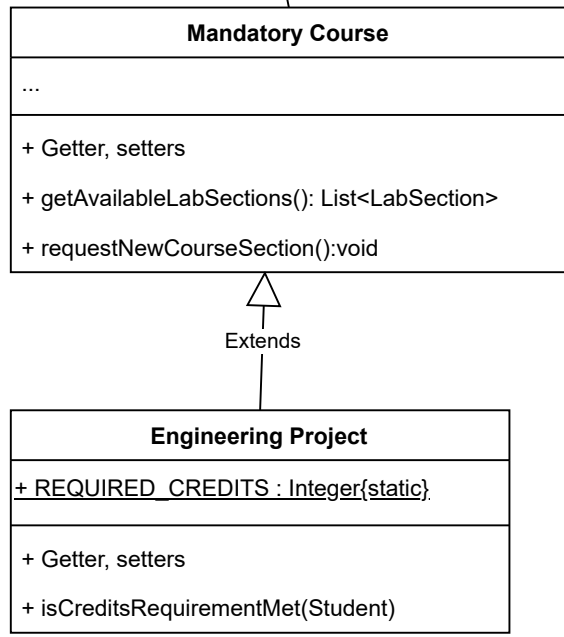 Mandatory Course
...
+ Getter, setters
+ getAvailableLabSections(): List<LabSection>
+ requestNewCourseSection():void
Extends
Engineering Project
+ REQUIRED_CREDITS : Integer{static}
+ Getter, setters
+ isCreditsRequirementMet(Student)